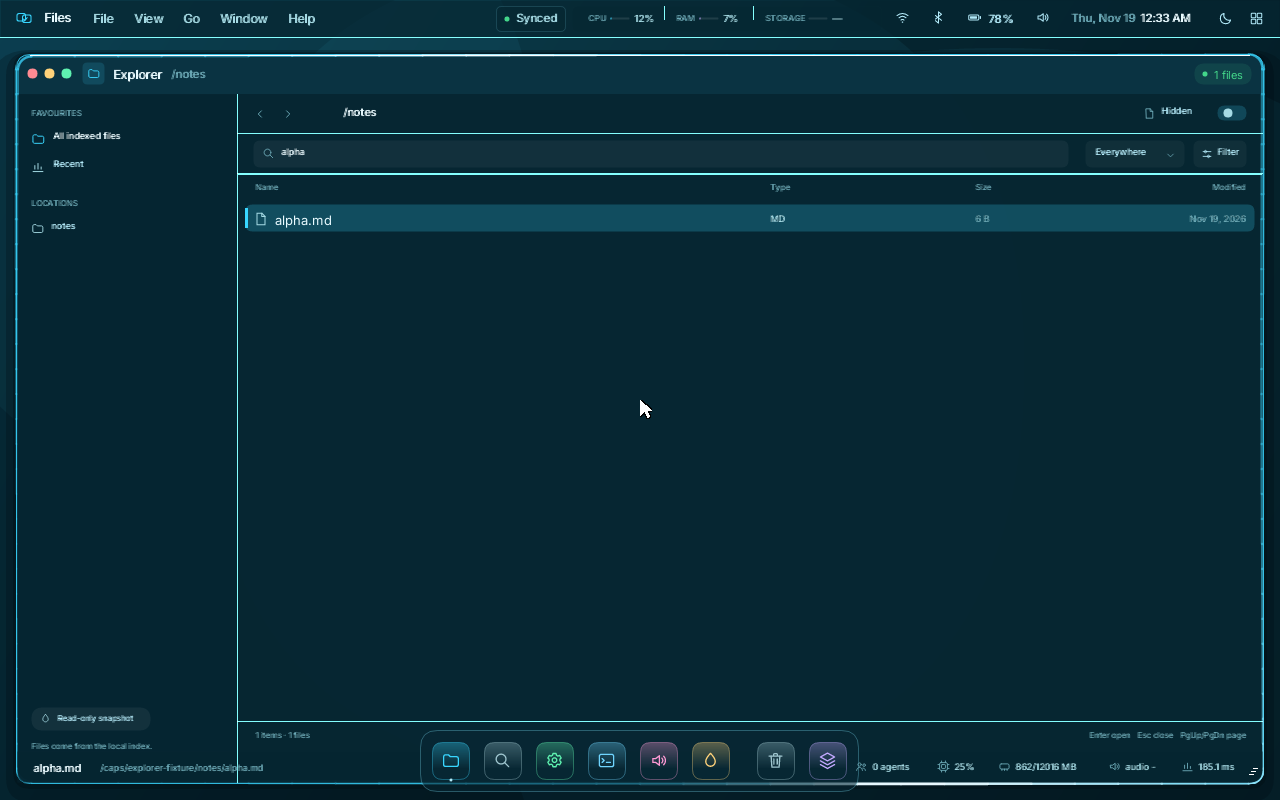 Files File View Go Window Help Synced CPU 12% RAM 7% STORAGE — 78% Thu, Nov 19 12:33 AM
Explorer /notes 1 files
FAVOURITES
All indexed files
Recent
LOCATIONS
notes
/notes Hidden
alpha Everywhere Filter
Name Type Size Modified
alpha.md MD 6 B Nov 19, 2026
Read-only snapshot
Files come from the local index.
1 items · 1 files Enter open Esc close PgUp/PgDn page
alpha.md /caps/explorer-fixture/notes/alpha.md 0 agents 25% 862/12016 MB audio - 185.1 ms